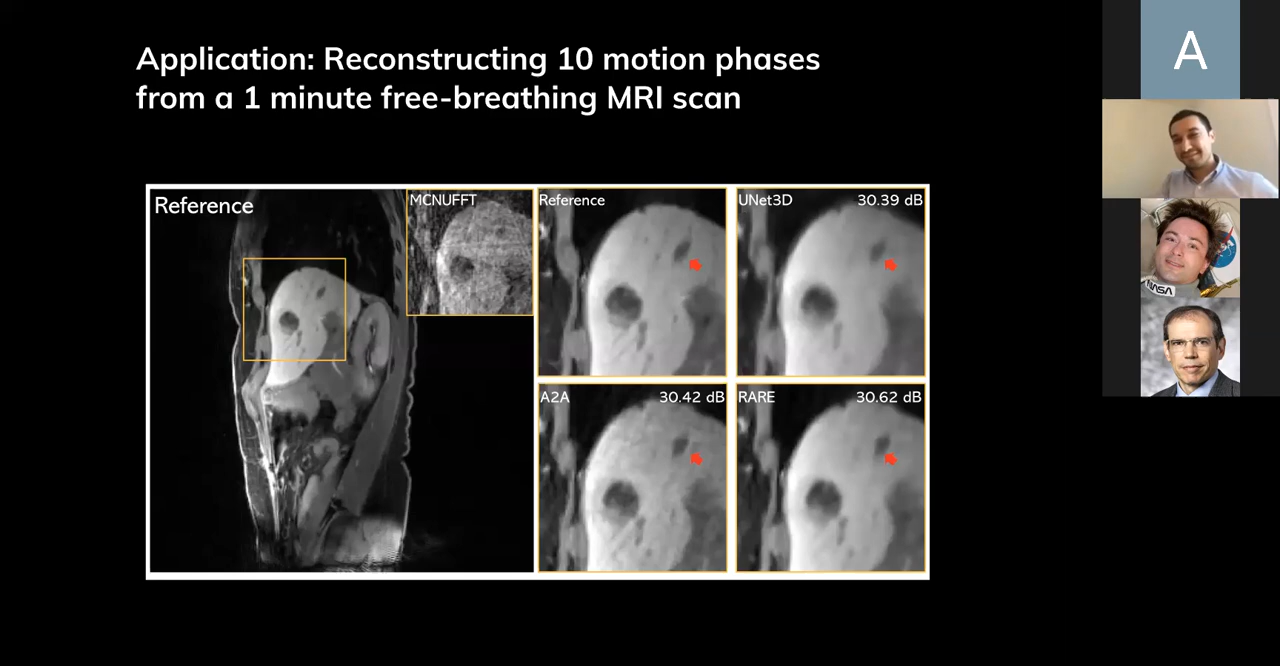 Application: Reconstructing 10 motion phases
from a 1 minute free-breathing MRI scan
Reference
MCNUFFT
Reference
UNet3D 30.39 dB
A2A 30.42 dB
RARE 30.62 dB
A
NASA